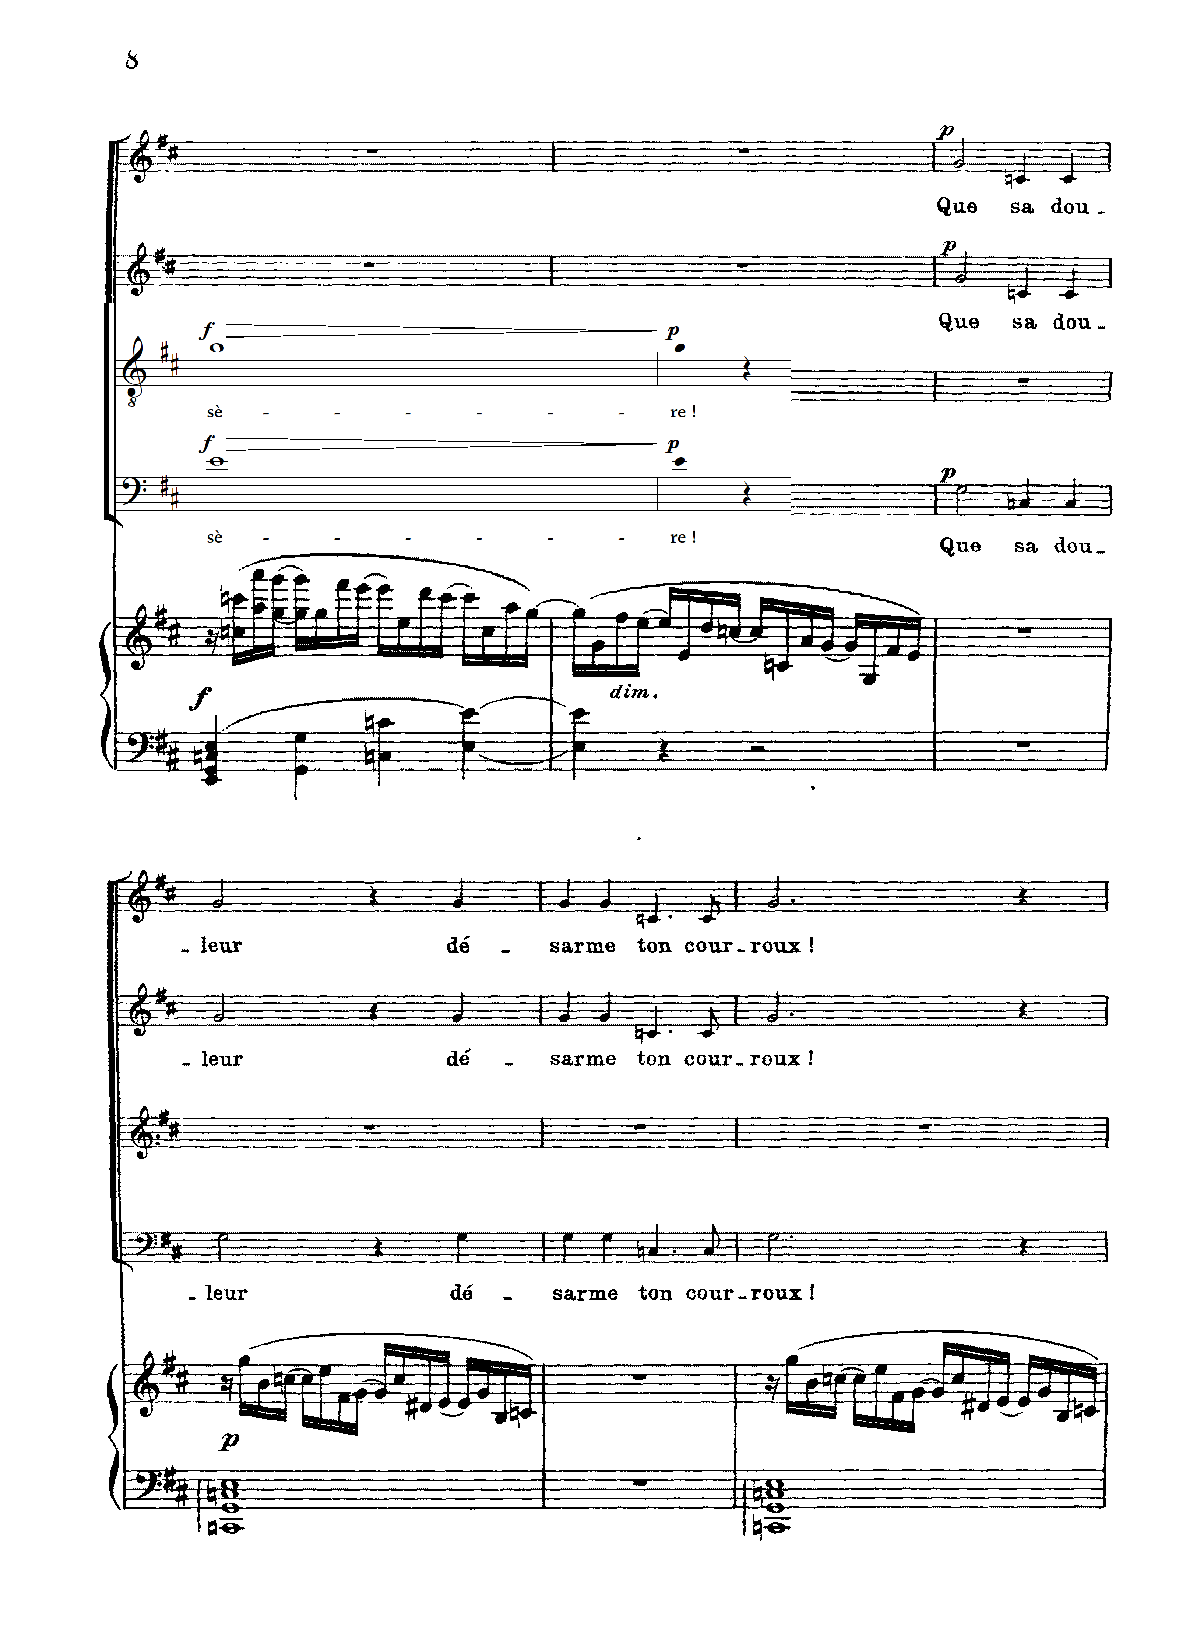 8
p
Que sa dou -
p
Que sa dou -
f p
sè - - - - - - re !
f p
p
sè - - - - - - re !
Que sa dou -
f
dim.
- leur dé - sarme ton cour - roux !
- leur dé - sarme ton cour - roux !
- leur dé - sarme ton cour - roux !
p